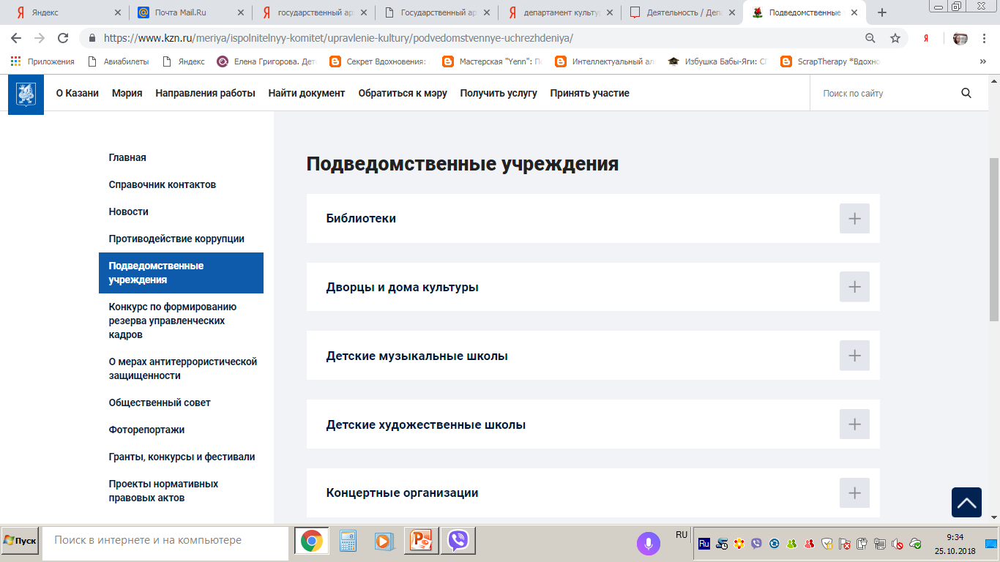 Яндекс
Почта Mail.Ru
государственный ар
Государственный ар
департамент культур
Деятельность / Депа
Подведомственные
https://www.kzn.ru/meriya/ispolnitelnyy-komitet/upravlenie-kultury/podvedomstvennye-uchrezhdeniya/
Приложения
Авиабилеты
Яндекс
Елена Григорова. Дет
Секрет Вдохновения:
Мастерская "Yenn": По
Интеллектуальный ал
Избушка Бабы-Яги: СП
ScrapTherapy *Вдохно
»
О Казани
Мэрия
Направления работы
Найти документ
Обратиться к мэру
Получить услугу
Принять участие
Поиск по сайту
Главная
Справочник контактов
Новости
Противодействие коррупции
Подведомственные
учреждения
Конкурс по формированию
резерва управленческих
кадров
О мерах антитеррористической
защищенности
Общественный совет
Фоторепортажи
Гранты, конкурсы и фестивали
Проекты нормативных
правовых актов
Подведомственные учреждения
Библиотеки
Дворцы и дома культуры
Детские музыкальные школы
Детские художественные школы
Концертные организации
Пуск
Поиск в интернете и на компьютере
RU
Ru
9:34
25.10.2018